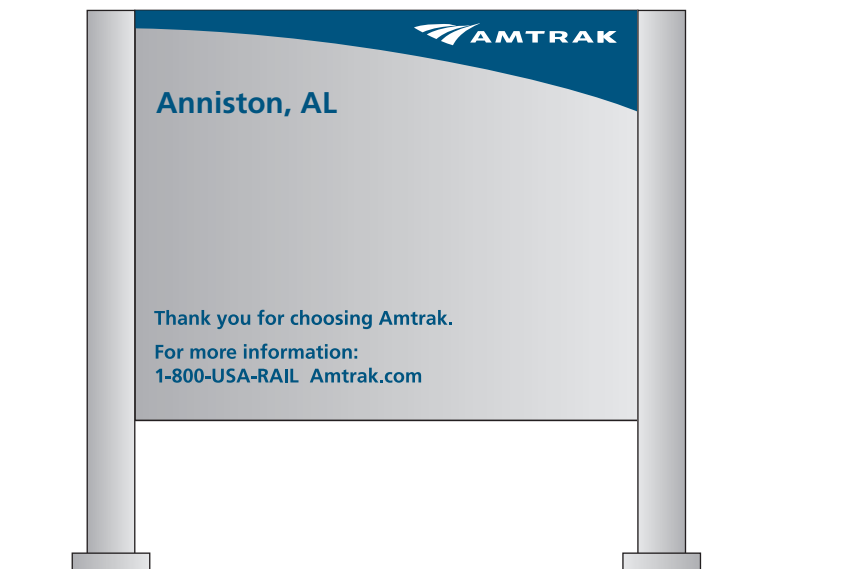 AMTRAK
Anniston, AL
Thank you for choosing Amtrak.
For more information:
1-800-USA-RAIL Amtrak.com